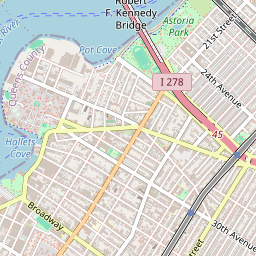 Robert
F. Kennedy
Bridge
Astoria
Park
21st Street
Pot Cove
Queens County
I 278
24th Avenue
45
Hallets
Cove
Broadway
30th Avenue
Street